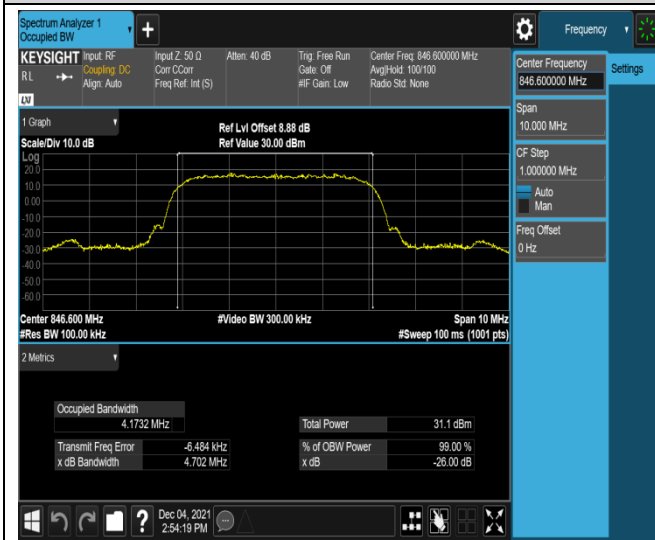 Spectrum Analyzer 1
Occupied BW
Frequency
KEYSIGHT
RL
LXI
Input: RF
Coupling: DC
Align: Auto
Input Z: 50 Ω
Corr CCorr
Freq Ref: Int (S)
Atten: 40 dB
Trig: Free Run
Gate: Off
#IF Gain: Low
Center Freq: 846.600000 MHz
Avg|Hold: 100/100
Radio Std: None
Center Frequency
846.600000 MHz
Settings
Span
10.000 MHz
CF Step
1.000000 MHz
Auto
Man
Freq Offset
0 Hz
1 Graph
Scale/Div 10.0 dB
Ref Lvl Offset 8.88 dB
Ref Value 30.00 dBm
Log
20.0
10.0
0.00
-10.0
-20.0
-30.0
-40.0
-50.0
-60.0
Center 846.600 MHz
#Video BW 300.00 kHz
Span 10 MHz
#Res BW 100.00 kHz
#Sweep 100 ms (1001 pts)
2 Metrics
Occupied Bandwidth
4.1732 MHz
Total Power
31.1 dBm
Transmit Freq Error
-6.484 kHz
% of OBW Power
99.00 %
x dB Bandwidth
4.702 MHz
x dB
-26.00 dB
?
Dec 04, 2021
2:54:19 PM